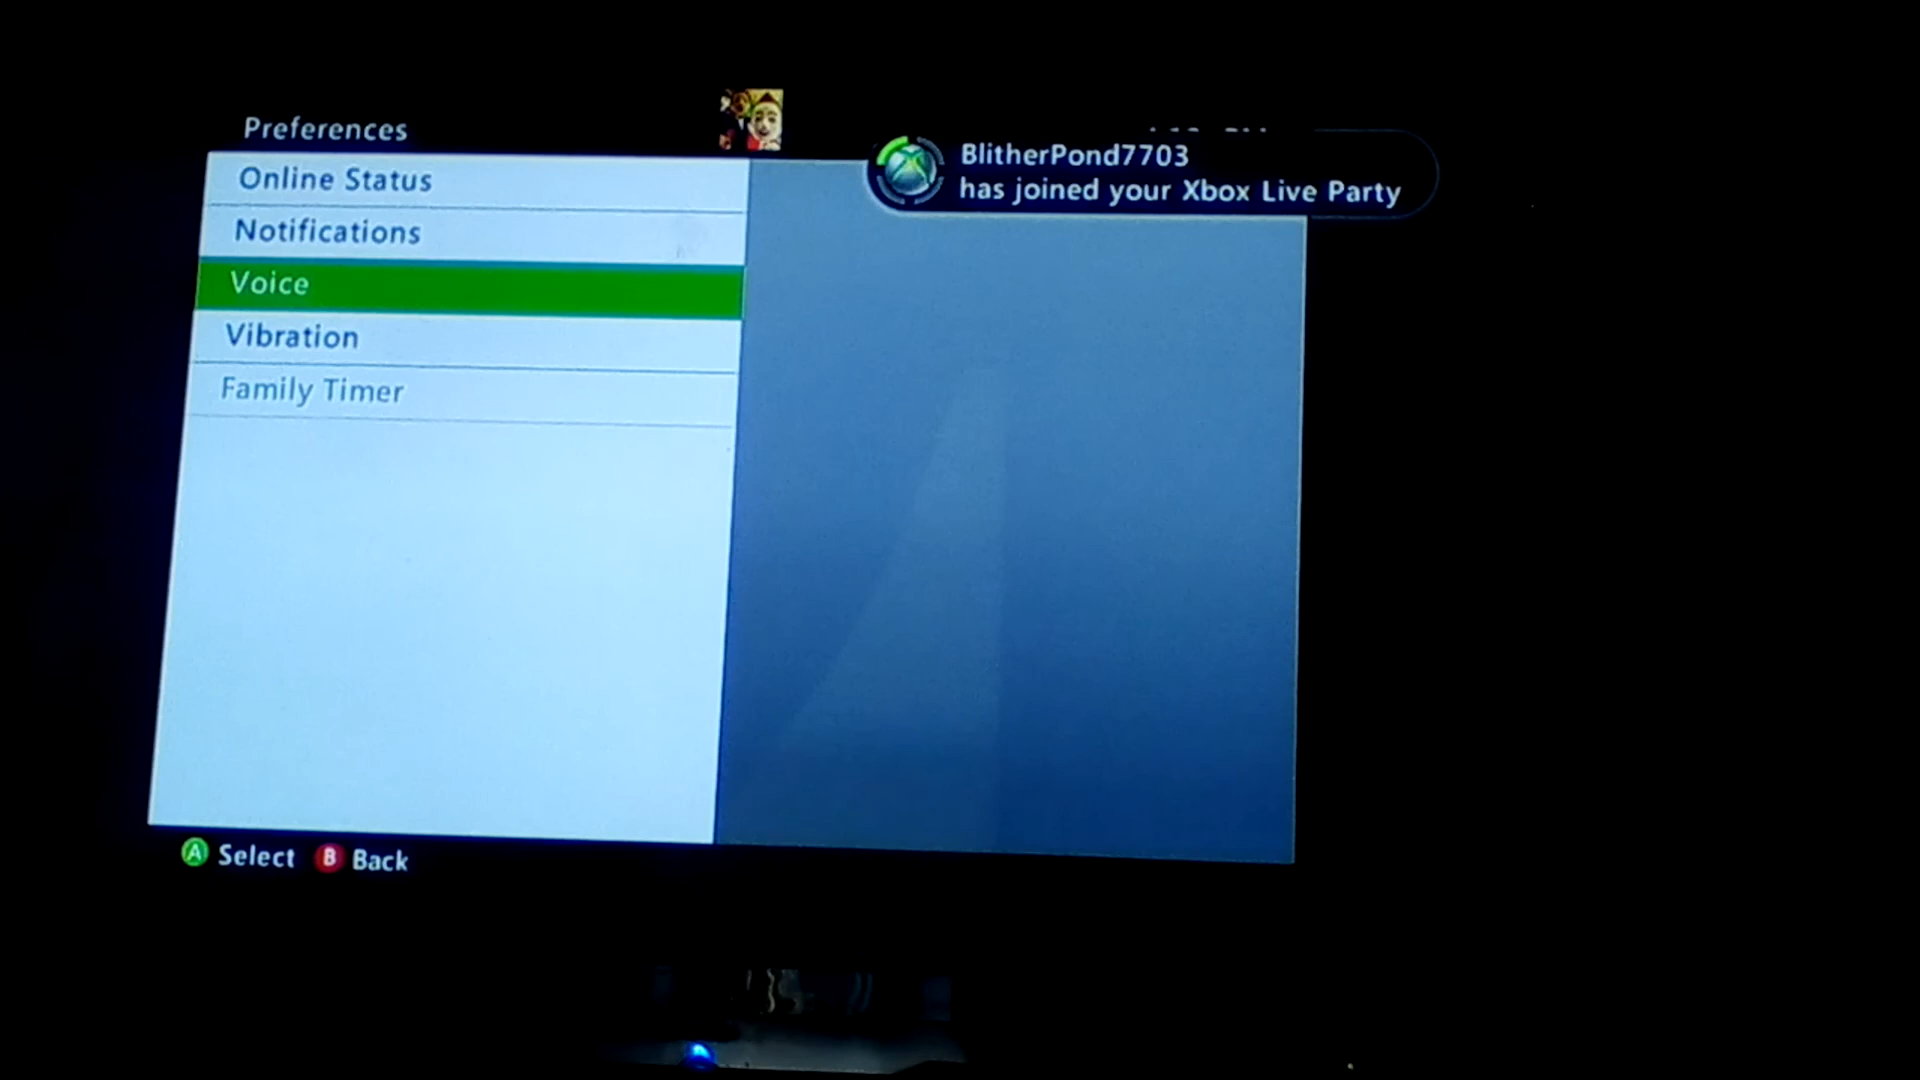 Preferences
BlitherPond7703
has joined your Xbox Live Party
Online Status
Notifications
Voice
Vibration
Family Timer
A Select B Back